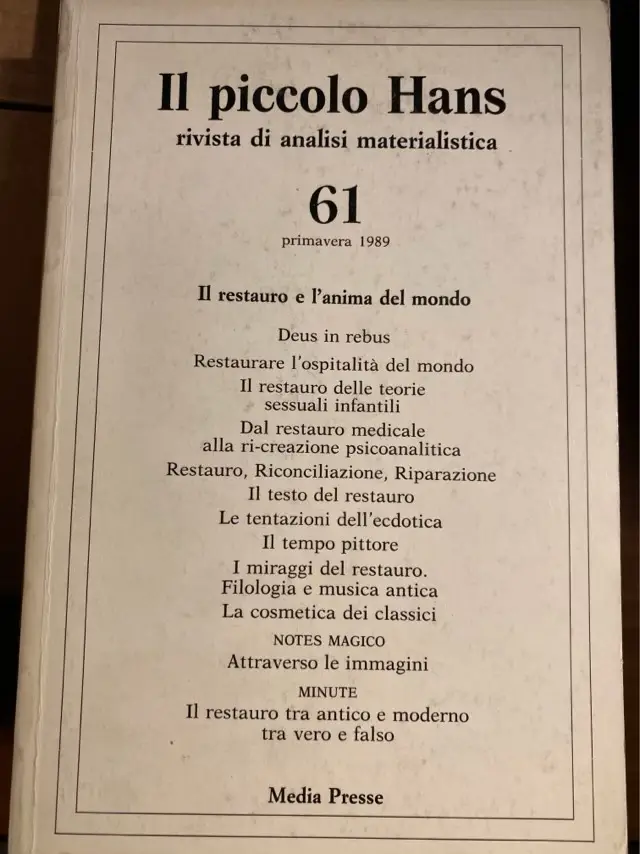 Il piccolo Hans
rivista di analisi materialistica
61
primavera 1989
Il restauro e l'anima del mondo
Deus in rebus
Restaurare l'ospitalità del mondo
Il restauro delle teorie
sessuali infantili
Dal restauro medicale
alla ri-creazione psicoanalitica
Restauro, Riconciliazione, Riparazione
Il testo del restauro
Le tentazioni dell'ecdotica
Il tempo pittore
I miraggi del restauro.
Filologia e musica antica
La cosmetica dei classici
NOTES MAGICO
Attraverso le immagini
MINUTE
Il restauro tra antico e moderno
tra vero e falso
Media Presse